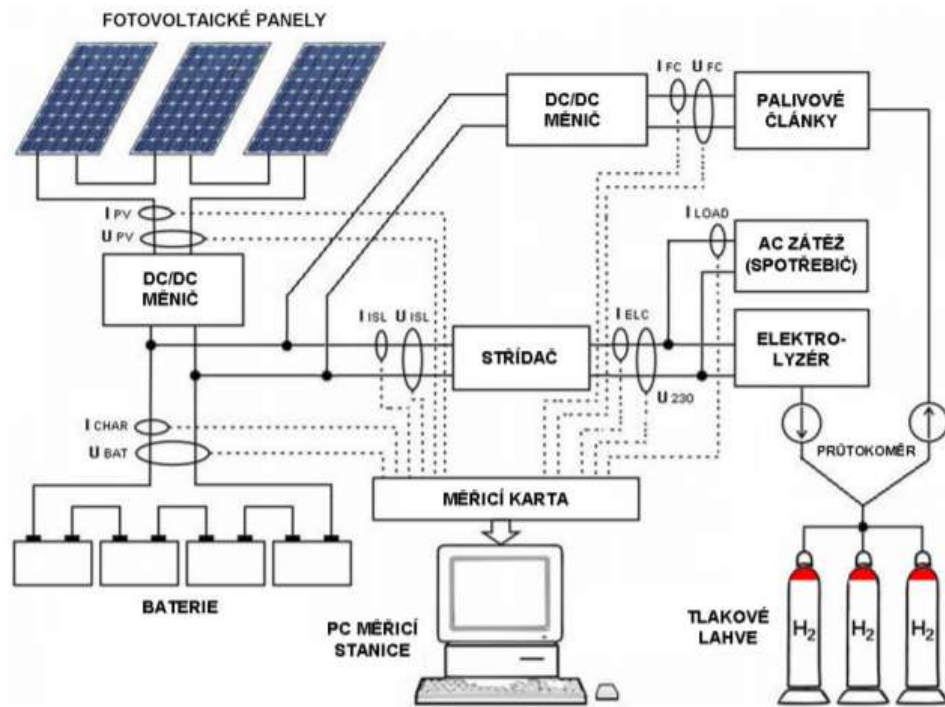 FOTOVOLTAICKÉ PANELY
I FC
U FC
DC/DC
MĚNIČ
PALIVOVÉ
ČLÁNKY
I PV
U PV
I LOAD
AC ZÁTĚŽ
(SPOTŘEBIČ)
DC/DC
MĚNIČ
I ISL
U ISL
STŘÍDAČ
I ELC
U 230
ELEKTRO-
LYZÉR
I CHAR
U BAT
PRŮTOKOMĚR
MĚŘICÍ KARTA
BATERIE
PC MĚŘICÍ
STANICE
TLAKOVÉ
LAHVE
H2
H2
H2